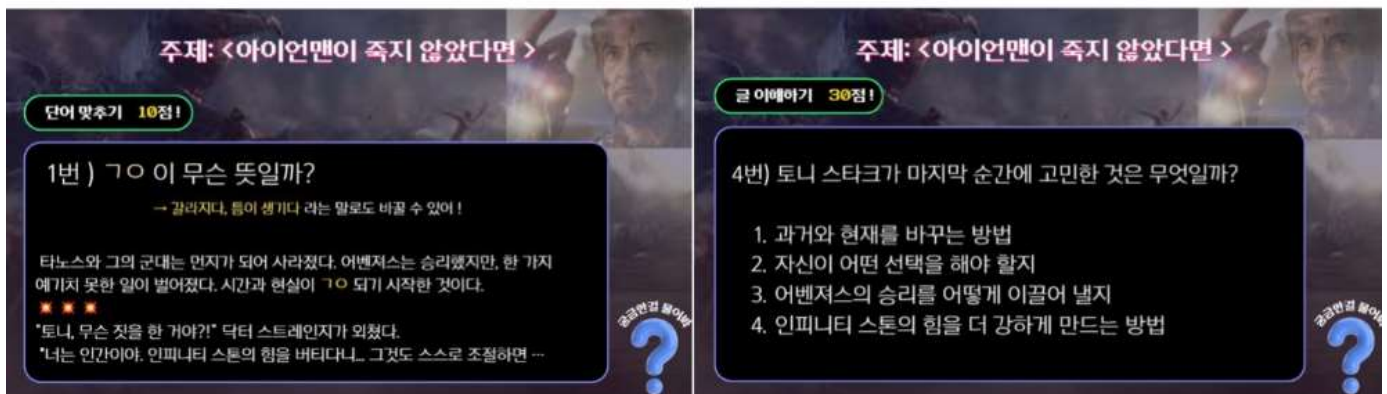 주제: <아이언맨이 죽지 않았다면 >
단어 맞추기 10점!
1번 ) ㄱㅇ 이 무슨 뜻일까?
→ 갈라지다, 틈이 생기다 라는 말로도 바꿀 수 있어 !
타노스와 그의 군대는 먼지가 되어 사라졌다. 어벤져스는 승리했지만, 한 가지
예기치 못한 일이 벌어졌다. 시간과 현실이 ㄱㅇ 되기 시작한 것이다.
"토니, 무슨 짓을 한 거야?!" 닥터 스트레인지가 외쳤다.
"너는 인간이야. 인피니티 스톤의 힘을 버티다니... 그것도 스스로 조절하면 ···
궁금한걸 물어봐
주제: <아이언맨이 죽지 않았다면 >
글 이해하기 30점!
4번) 토니 스타크가 마지막 순간에 고민한 것은 무엇일까?
1. 과거와 현재를 바꾸는 방법
2. 자신이 어떤 선택을 해야 할지
3. 어벤져스의 승리를 어떻게 이끌어 낼지
4. 인피니티 스톤의 힘을 더 강하게 만드는 방법
궁금한걸 물어봐